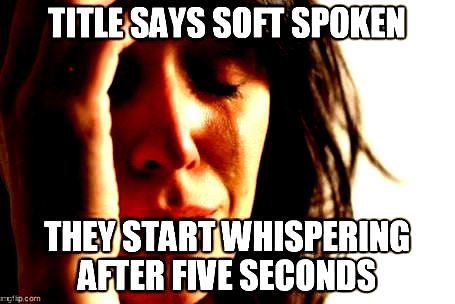 TITLE SAYS SOFT SPOKEN
THEY START WHISPERING
AFTER FIVE SECONDS
imgflip.com